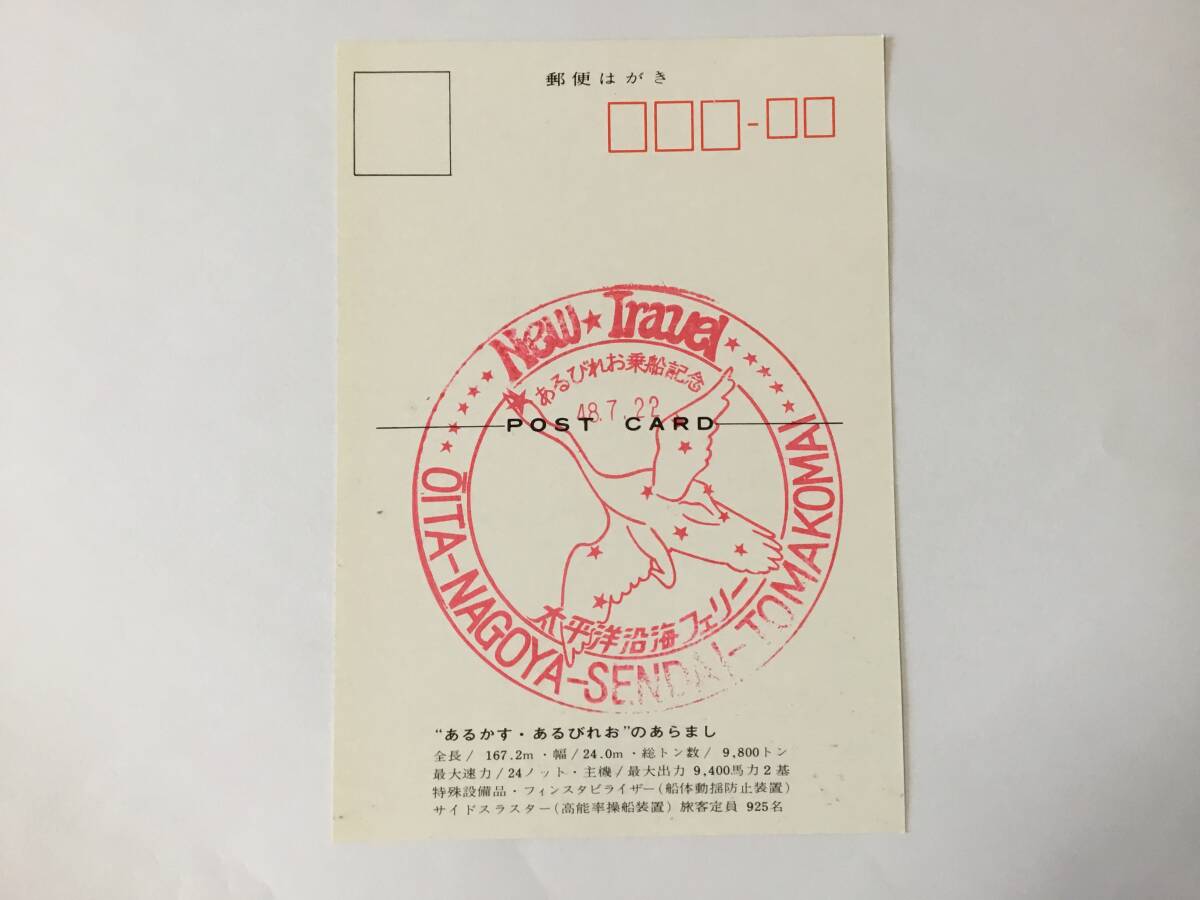 郵便はがき
New★Travel
あるびれお乗船記念
48.7.22
POST CARD
ŌITA-NAGOYA-SENDAI-TOMAKOMAI
太平洋沿海フェリー
“あるかす・あるびれお”のあらまし
全長/ 167.2m・幅/24.0m・総トン数/ 9,800トン
最大速力/24ノット・主機/最大出力 9,400馬力2基
特殊設備品・フィンスタビライザー(船体動揺防止装置)
サイドスラスター(高能率操船装置) 旅客定員 925名